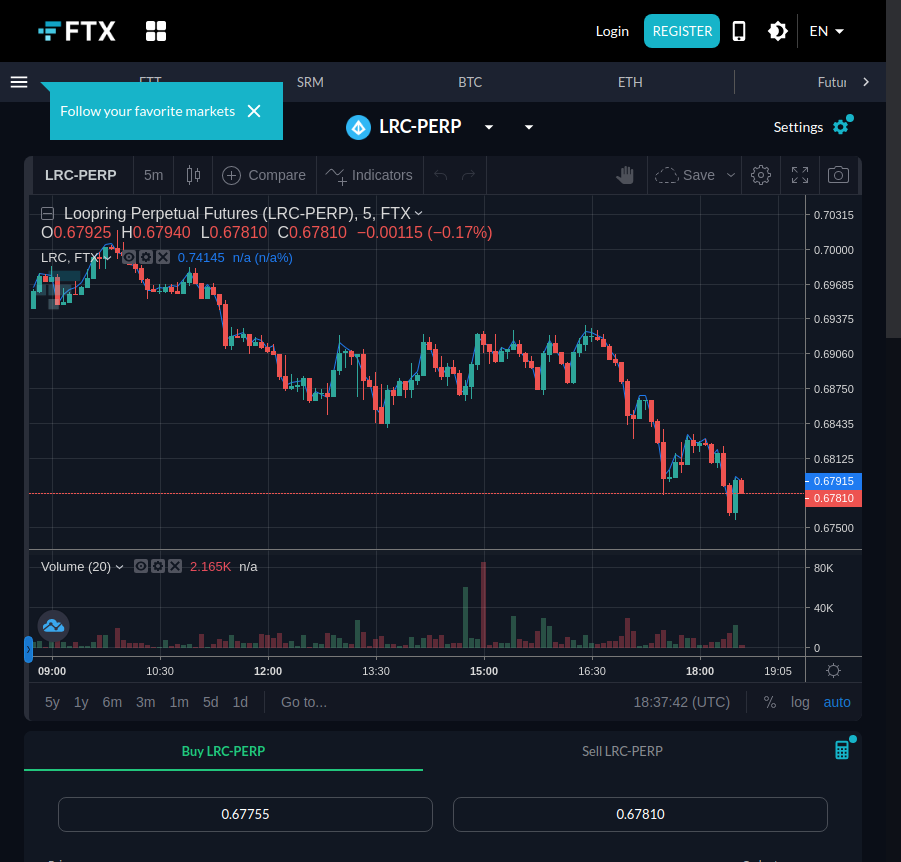 FTX
Login
REGISTER
EN
FTT
SRM
BTC
ETH
Futur
Follow your favorite markets
LRC-PERP
Settings
LRC-PERP
5m
Compare
Indicators
Save
Loopring Perpetual Futures (LRC-PERP), 5, FTX
O0.67925 H0.67940 L0.67810 C0.67810 −0.00115 (−0.17%)
LRC, FTX 0.74145 n/a (n/a%)
0.70315
0.70000
0.69685
0.69375
0.69060
0.68750
0.68435
0.68125
0.67915
0.67810
0.67500
Volume (20) 2.165K n/a
80K
40K
0
09:00
10:30
12:00
13:30
15:00
16:30
18:00
19:05
5y
1y
6m
3m
1m
5d
1d
Go to...
18:37:42 (UTC)
%
log
auto
Buy LRC-PERP
Sell LRC-PERP
0.67755
0.67810